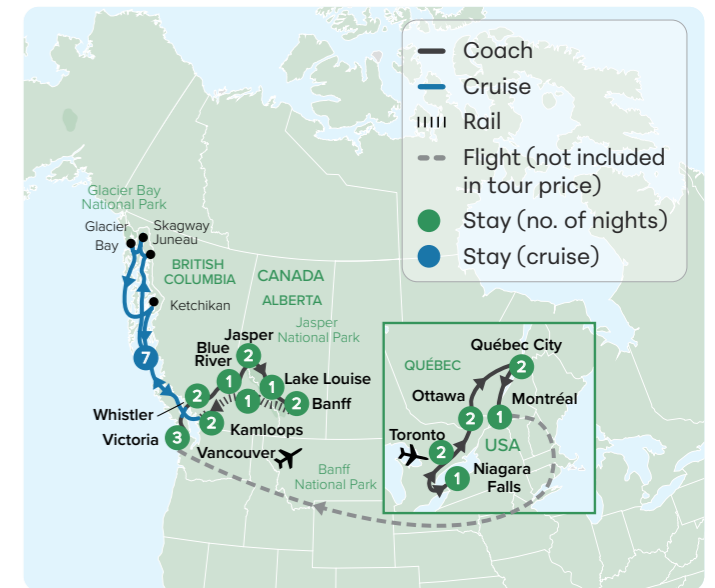 Coach
Cruise
Rail
Flight (not included
in tour price)
Stay (no. of nights)
Stay (cruise)
Glacier Bay
National Park
Glacier
Bay
Skagway
Juneau
BRITISH
COLUMBIA
CANADA
ALBERTA
Ketchikan
Jasper
National Park
7
Jasper
2
Blue
River
1
Lake Louise
1
2
Banff
1
Whistler
2
2
Kamloops
Victoria
3
Vancouver
Banff
National Park
Québec City
QUÉBEC
2
Ottawa
Montréal
2
1
Toronto
2
USA
1
Niagara
Falls